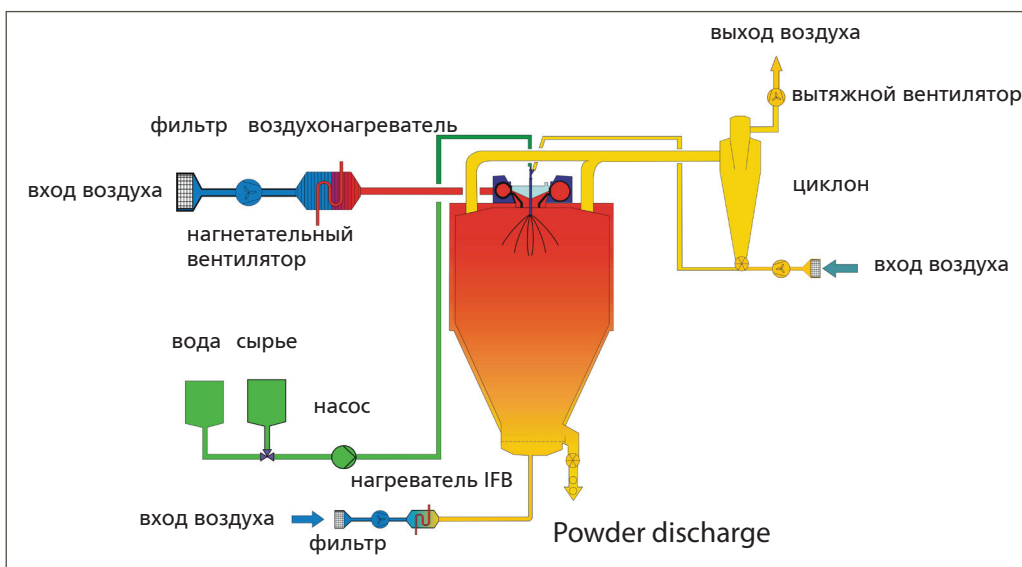 выход воздуха
вытяжной вентилятор
фильтр воздухонагреватель
вход воздуха
циклон
нагнетательный
вентилятор
вход воздуха
вода сырье
насос
нагреватель IFB
вход воздуха
фильтр
Powder discharge